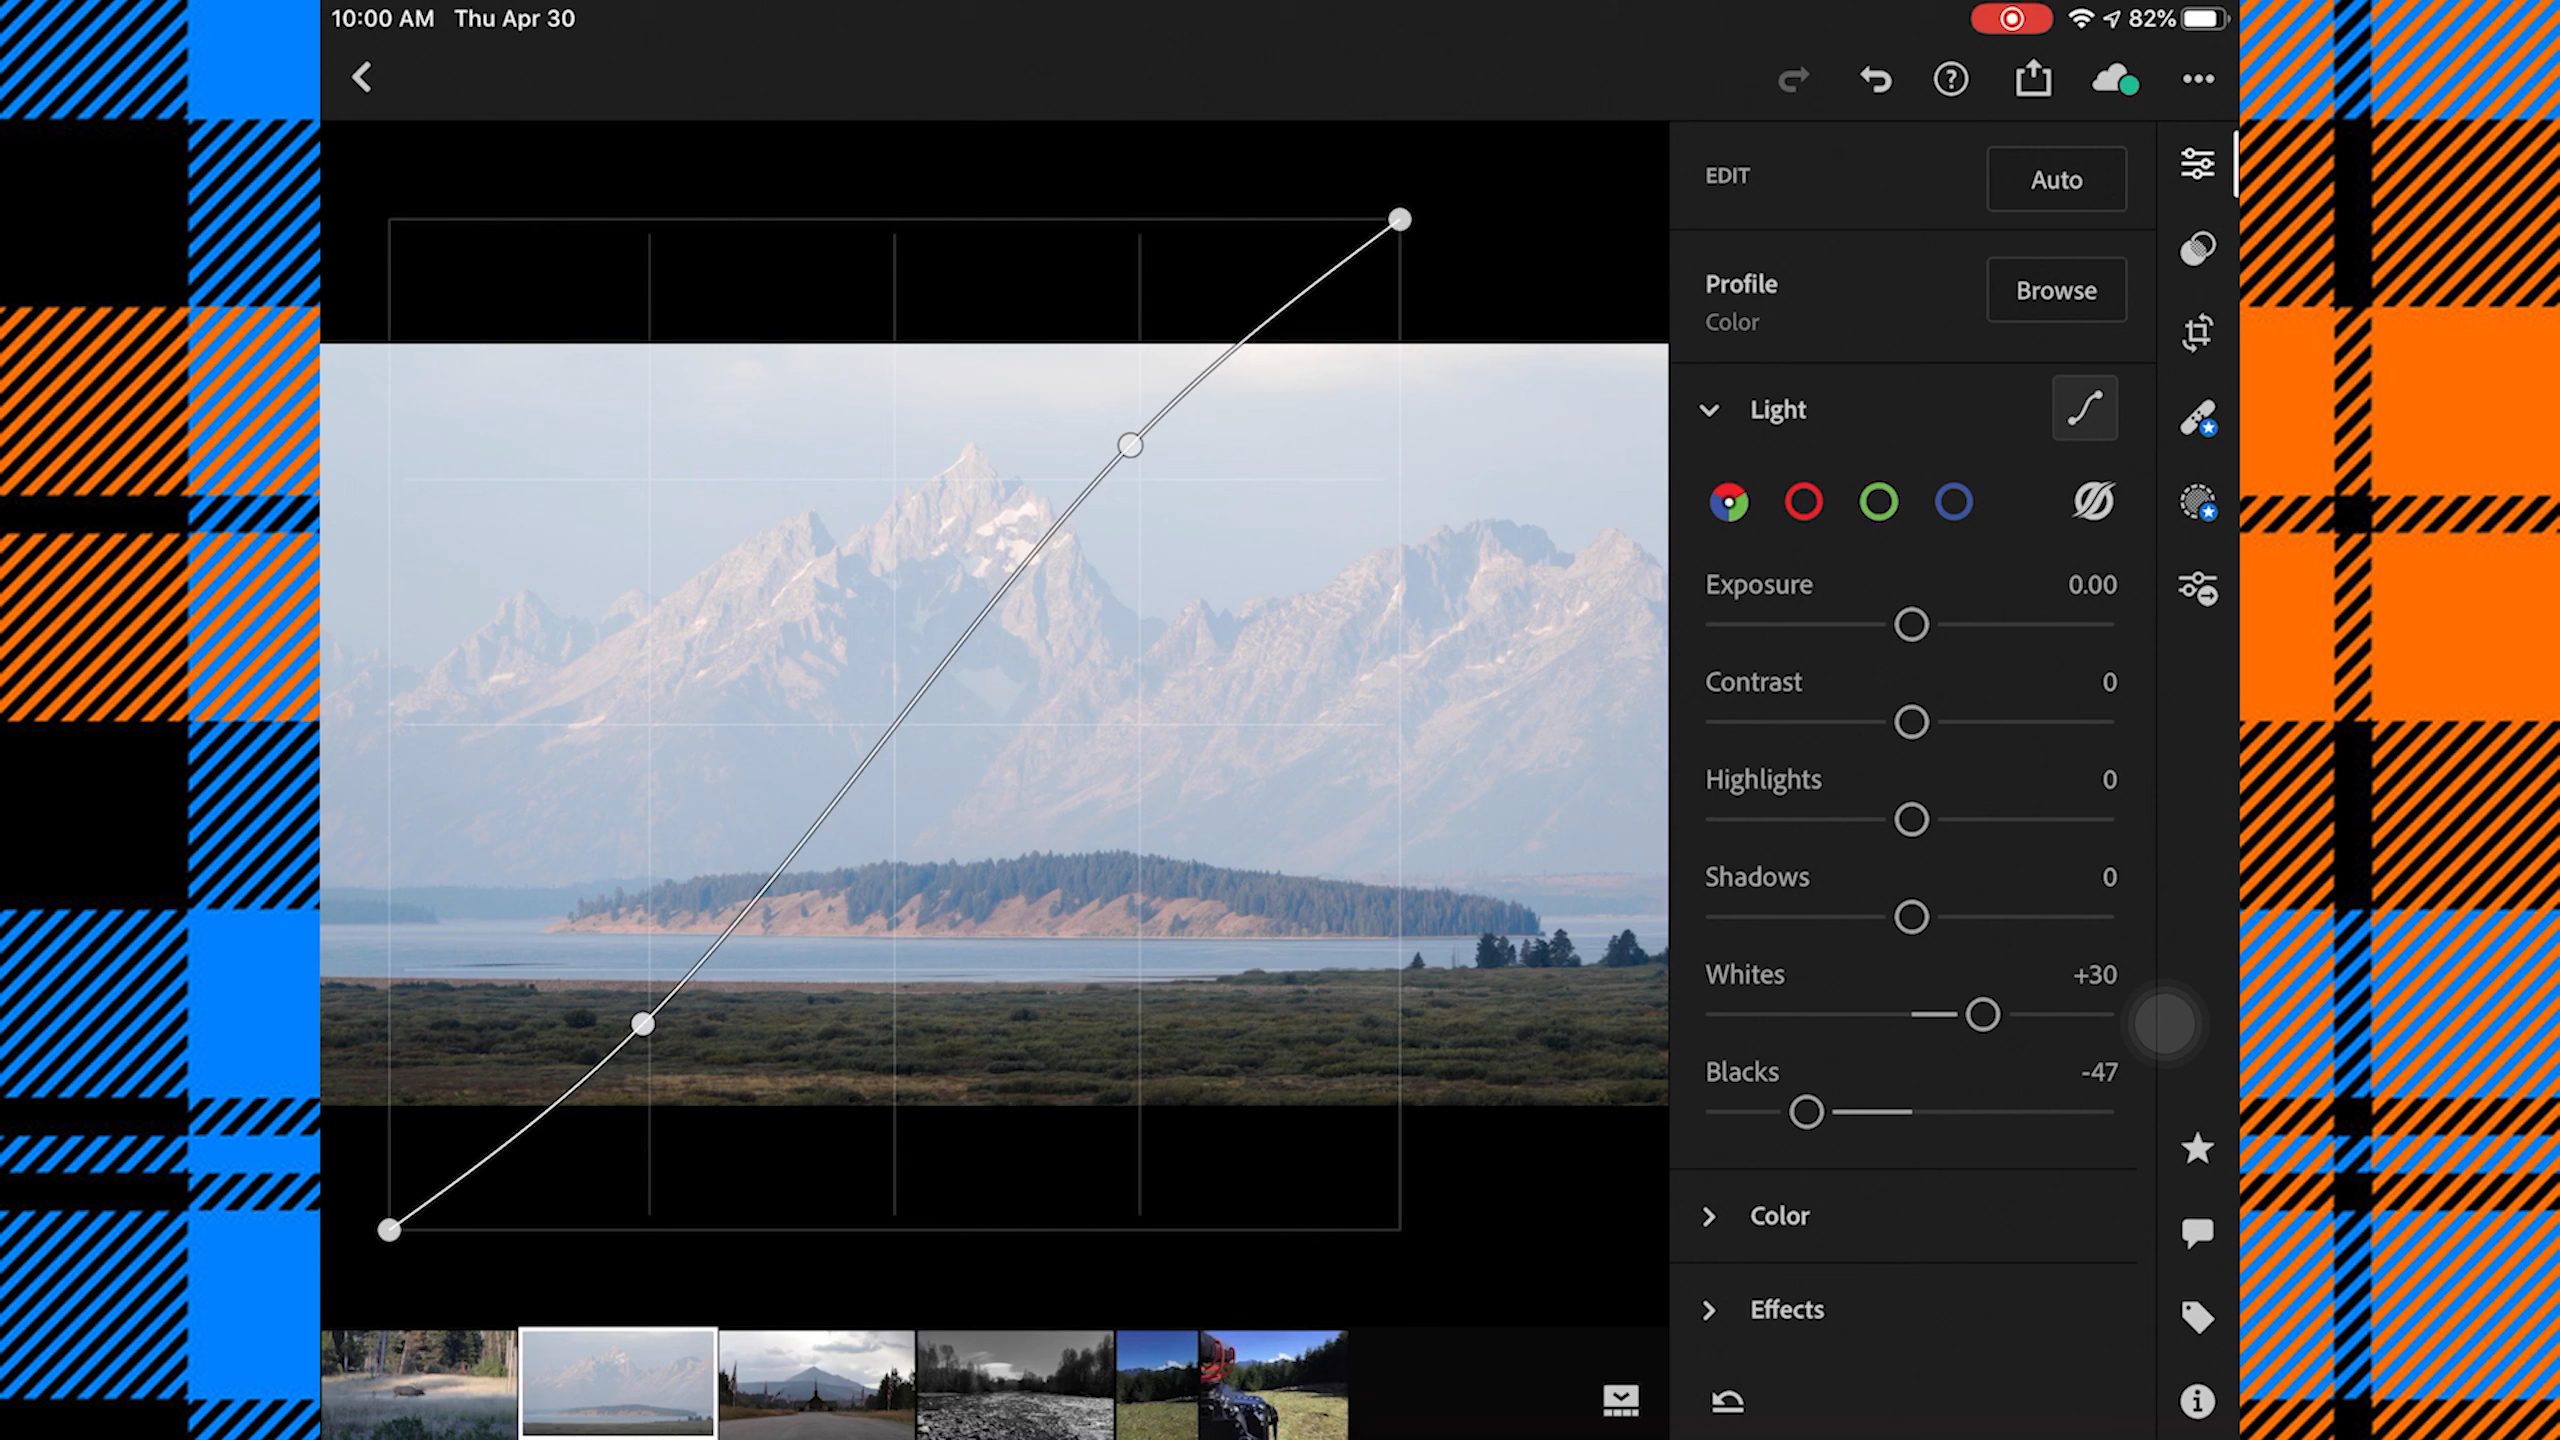 10:00 AM Thu Apr 30
82%
EDIT
Auto
Profile
Color
Browse
Light
Exposure 0.00
Contrast 0
Highlights 0
Shadows 0
Whites +30
Blacks -47
Color
Effects